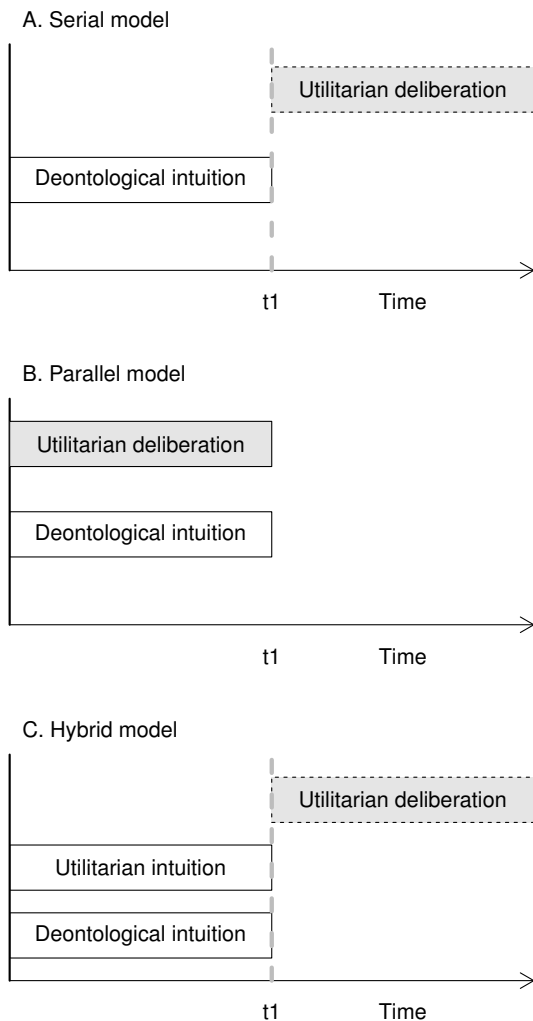 A. Serial model
Utilitarian deliberation
Deontological intuition
t1 Time
B. Parallel model
Utilitarian deliberation
Deontological intuition
t1 Time
C. Hybrid model
Utilitarian deliberation
Utilitarian intuition
Deontological intuition
t1 Time